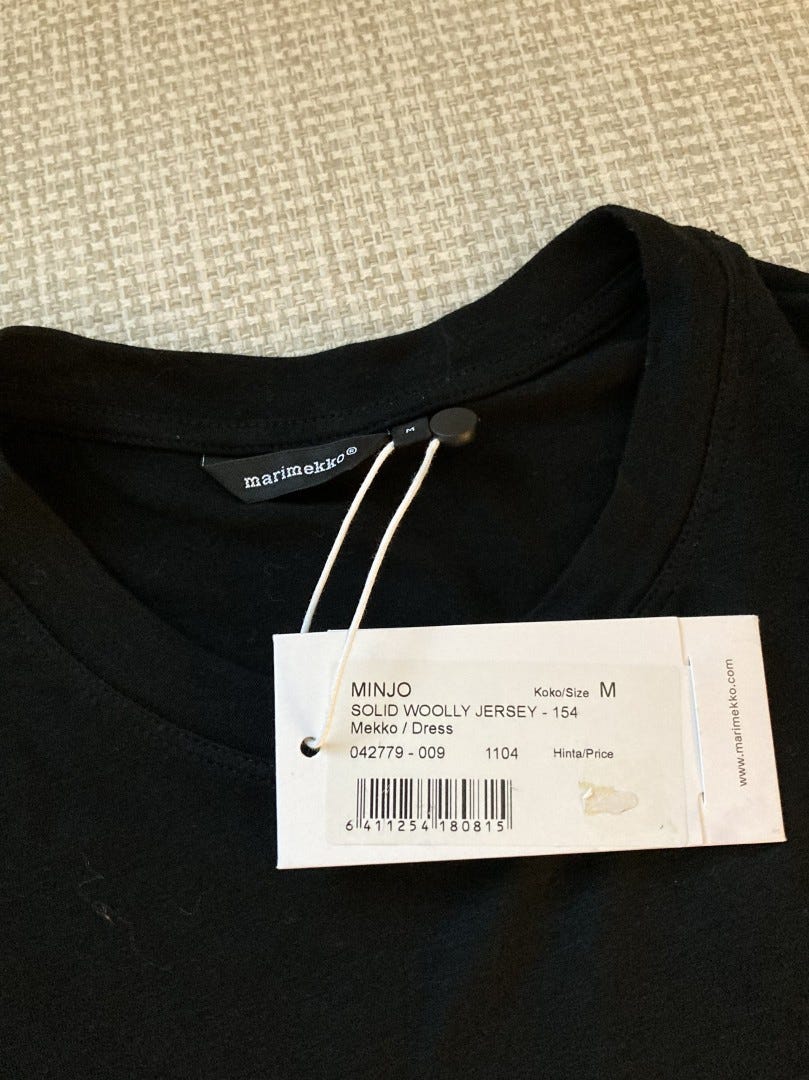 marimekko®
M
MINJO Koko/Size M
SOLID WOOLLY JERSEY - 154
Mekko / Dress
042779 - 009 1104 Hinta/Price
6 411254 180815
www.marimekko.com